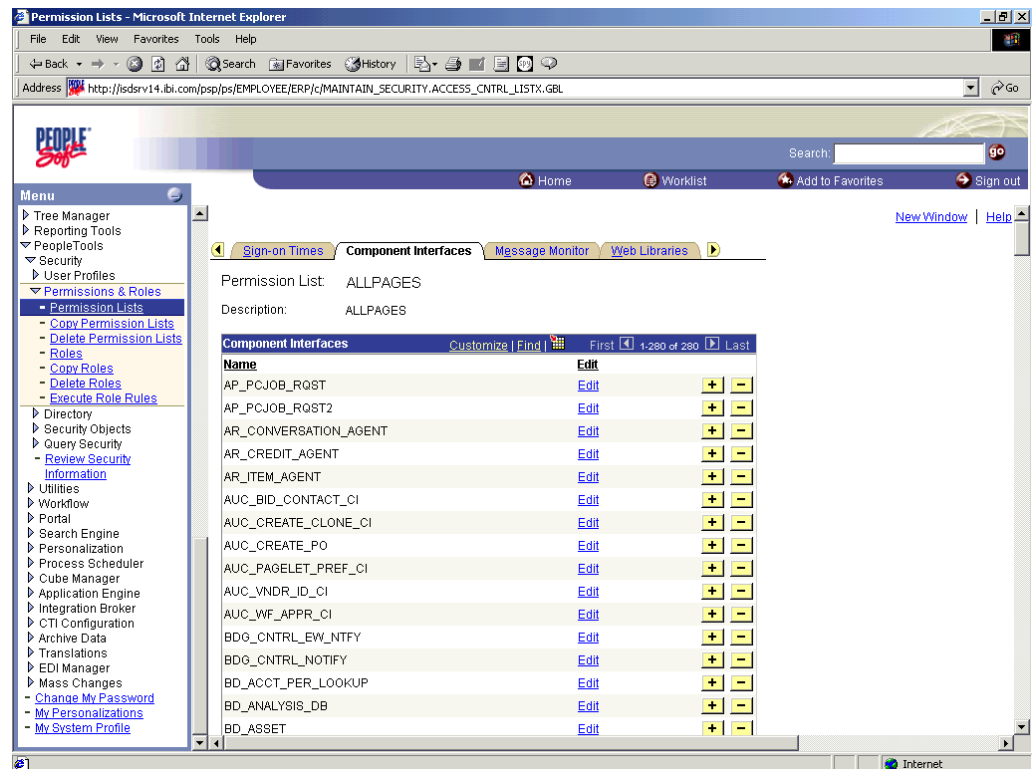 Permission Lists - Microsoft Internet Explorer
File Edit View Favorites Tools Help
Back Search Favorites History
Address http://isdsrv14.ibi.com/psp/ps/EMPLOYEE/ERP/c/MAINTAIN_SECURITY.ACCESS_CNTRL_LISTX.GBL Go
PEOPLE Soft
Search: go
Home Worklist Add to Favorites Sign out
Menu
Tree Manager
Reporting Tools
PeopleTools
Security
User Profiles
Permissions & Roles
- Permission Lists
- Copy Permission Lists
- Delete Permission Lists
- Roles
- Copy Roles
- Delete Roles
- Execute Role Rules
Directory
Security Objects
Query Security
- Review Security
Information
Utilities
Workflow
Portal
Search Engine
Personalization
Process Scheduler
Cube Manager
Application Engine
Integration Broker
CTI Configuration
Archive Data
Translations
EDI Manager
Mass Changes
- Change My Password
- My Personalizations
- My System Profile
New Window | Help
Sign-on Times Component Interfaces Message Monitor Web Libraries
Permission List: ALLPAGES
Description: ALLPAGES
Component Interfaces Customize | Find | First 1-280 of 280 Last
Name Edit
AP_PCJOB_RQST Edit + -
AP_PCJOB_RQST2 Edit + -
AR_CONVERSATION_AGENT Edit + -
AR_CREDIT_AGENT Edit + -
AR_ITEM_AGENT Edit + -
AUC_BID_CONTACT_CI Edit + -
AUC_CREATE_CLONE_CI Edit + -
AUC_CREATE_PO Edit + -
AUC_PAGELET_PREF_CI Edit + -
AUC_VNDR_ID_CI Edit + -
AUC_WF_APPR_CI Edit + -
BDG_CNTRL_EW_NTFY Edit + -
BDG_CNTRL_NOTIFY Edit + -
BD_ACCT_PER_LOOKUP Edit + -
BD_ANALYSIS_DB Edit + -
BD_ASSET Edit + -
Internet